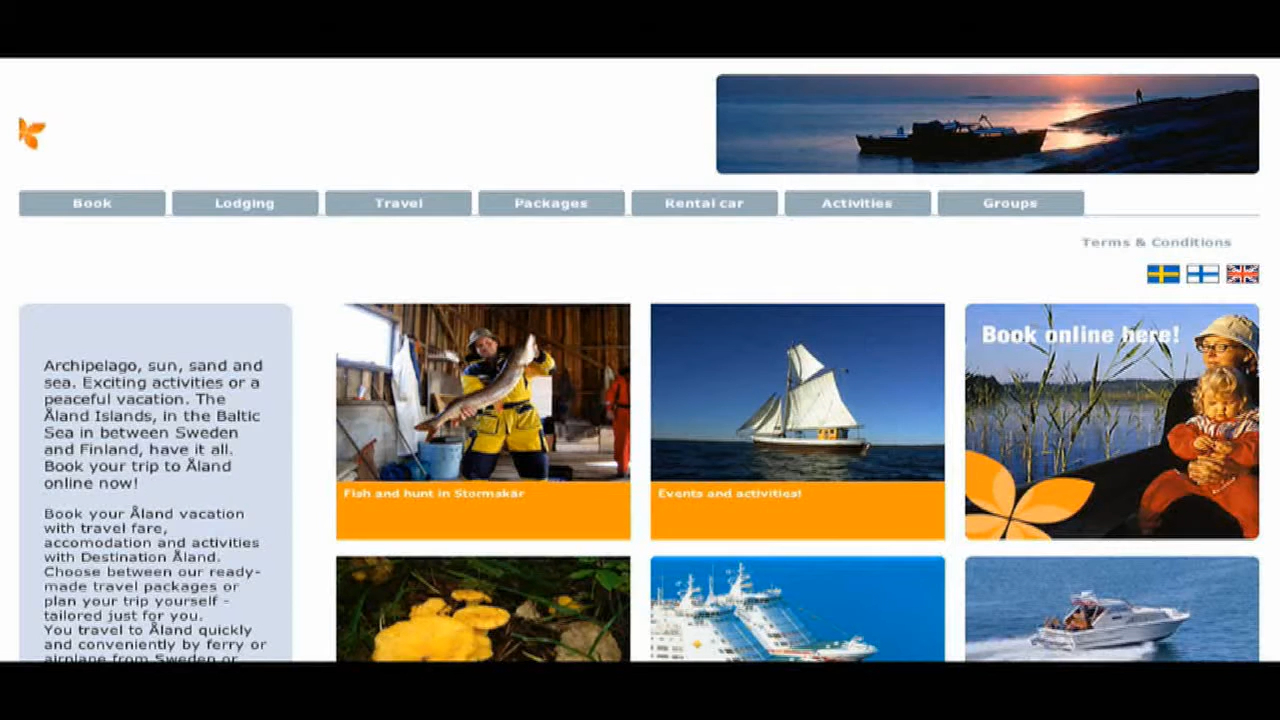 Book
Lodging
Travel
Packages
Rental car
Activities
Groups
Terms & Conditions
Archipelago, sun, sand and
sea. Exciting activities or a
peaceful vacation. The
Åland Islands, in the Baltic
Sea in between Sweden
and Finland, have it all.
Book your trip to Åland
online now!
Book your Åland vacation
with travel fare,
accomodation and activities
with Destination Åland.
Choose between our ready-
made travel packages or
plan your trip yourself -
tailored just for you.
You travel to Åland quickly
and conveniently by ferry or
airplane from Sweden or
Fish and hunt in Stormskär
Events and activities!
Book online here!